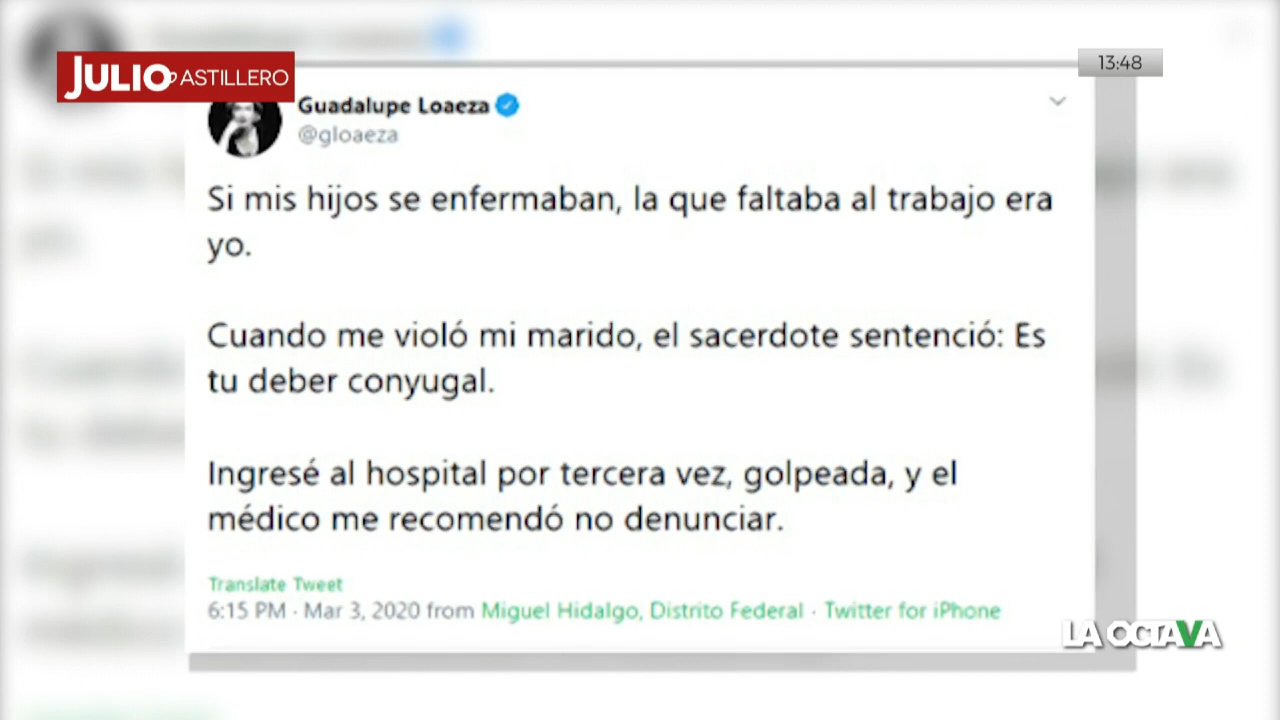 JULIO ASTILLERO
13:48
Guadalupe Loaeza
@gloaeza
Si mis hijos se enfermaban, la que faltaba al trabajo era
yo.
Cuando me violó mi marido, el sacerdote sentenció: Es
tu deber conyugal.
Ingresé al hospital por tercera vez, golpeada, y el
médico me recomendó no denunciar.
Translate Tweet
6:15 PM · Mar 3, 2020 from Miguel Hidalgo, Distrito Federal · Twitter for iPhone
LA OCTAVA